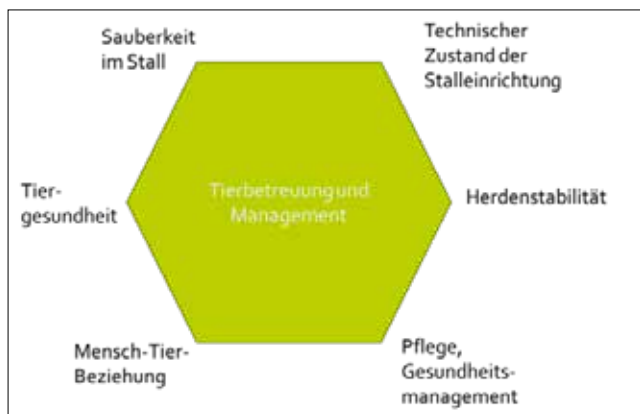 Sauberkeit
im Stall
Technischer
Zustand der
Stalleinrichtung
Tier-
gesundheit
Tierbetreuung und
Management
Herdenstabilität
Mensch-Tier-
Beziehung
Pflege,
Gesundheits-
management